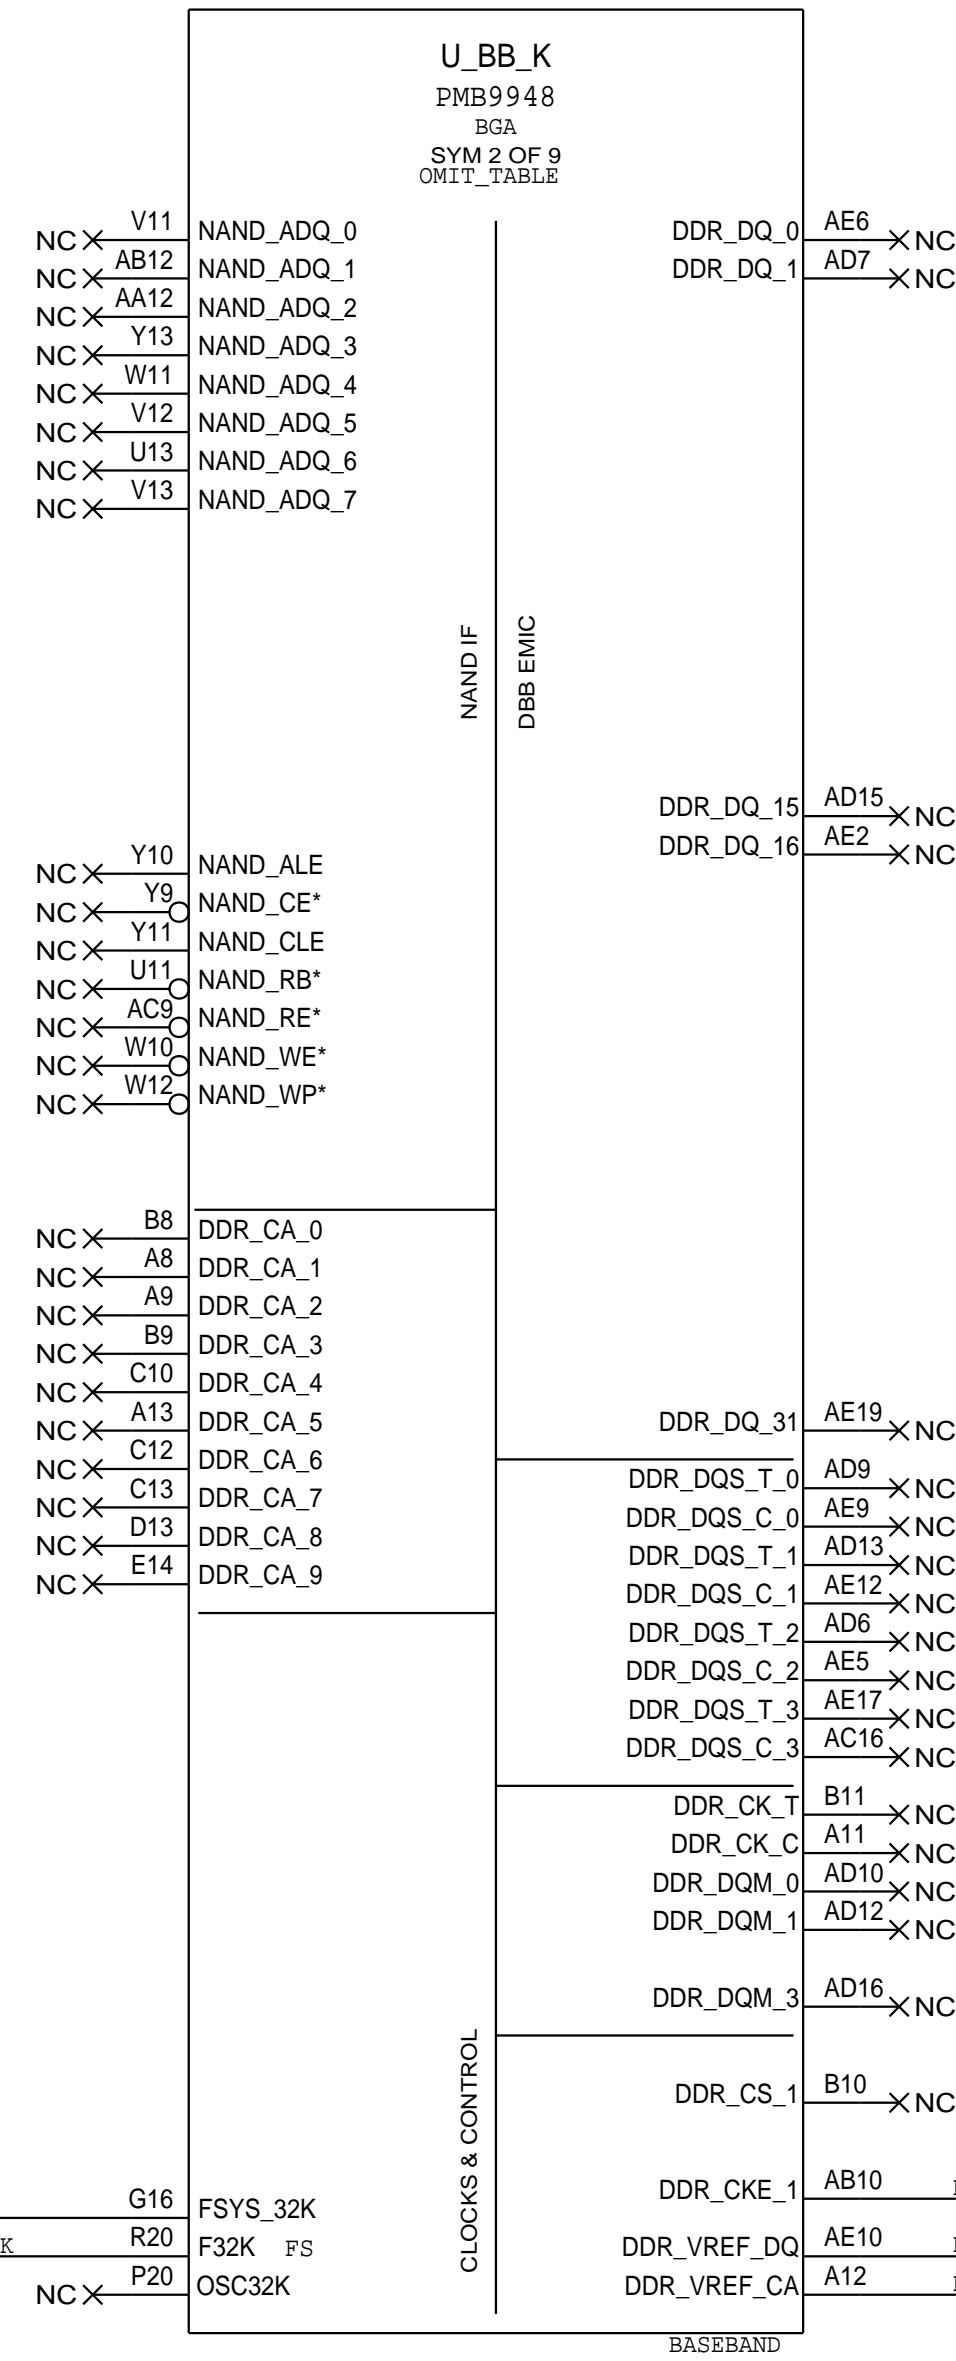 U_BB_K
PMB9948
BGA
SYM 2 OF 9
OMIT_TABLE
NC V11 NAND_ADQ_0 DDR_DQ_0 AE6 NC
NC AB12 NAND_ADQ_1 DDR_DQ_1 AD7 NC
NC AA12 NAND_ADQ_2
NC Y13 NAND_ADQ_3
NC W11 NAND_ADQ_4
NC V12 NAND_ADQ_5
NC U13 NAND_ADQ_6
NC V13 NAND_ADQ_7
NAND IF
DBB EMIC
DDR_DQ_15 AD15 NC
DDR_DQ_16 AE2 NC
NC Y10 NAND_ALE
NC Y9 NAND_CE*
NC Y11 NAND_CLE
NC U11 NAND_RB*
NC AC9 NAND_RE*
NC W10 NAND_WE*
NC W12 NAND_WP*
NC B8 DDR_CA_0
NC A8 DDR_CA_1
NC A9 DDR_CA_2
NC B9 DDR_CA_3
NC C10 DDR_CA_4
NC A13 DDR_CA_5 DDR_DQ_31 AE19 NC
NC C12 DDR_CA_6 DDR_DQS_T_0 AD9 NC
NC C13 DDR_CA_7 DDR_DQS_C_0 AE9 NC
NC D13 DDR_CA_8 DDR_DQS_T_1 AD13 NC
NC E14 DDR_CA_9 DDR_DQS_C_1 AE12 NC
DDR_DQS_T_2 AD6 NC
DDR_DQS_C_2 AE5 NC
DDR_DQS_T_3 AE17 NC
DDR_DQS_C_3 AC16 NC
DDR_CK_T B11 NC
DDR_CK_C A11 NC
DDR_DQM_0 AD10 NC
DDR_DQM_1 AD12 NC
DDR_DQM_3 AD16 NC
CLOCKS & CONTROL
DDR_CS_1 B10 NC
DDR_CKE_1 AB10
G16 FSYS_32K
K R20 F32K FS DDR_VREF_DQ AE10
NC P20 OSC32K DDR_VREF_CA A12
BASEBAND